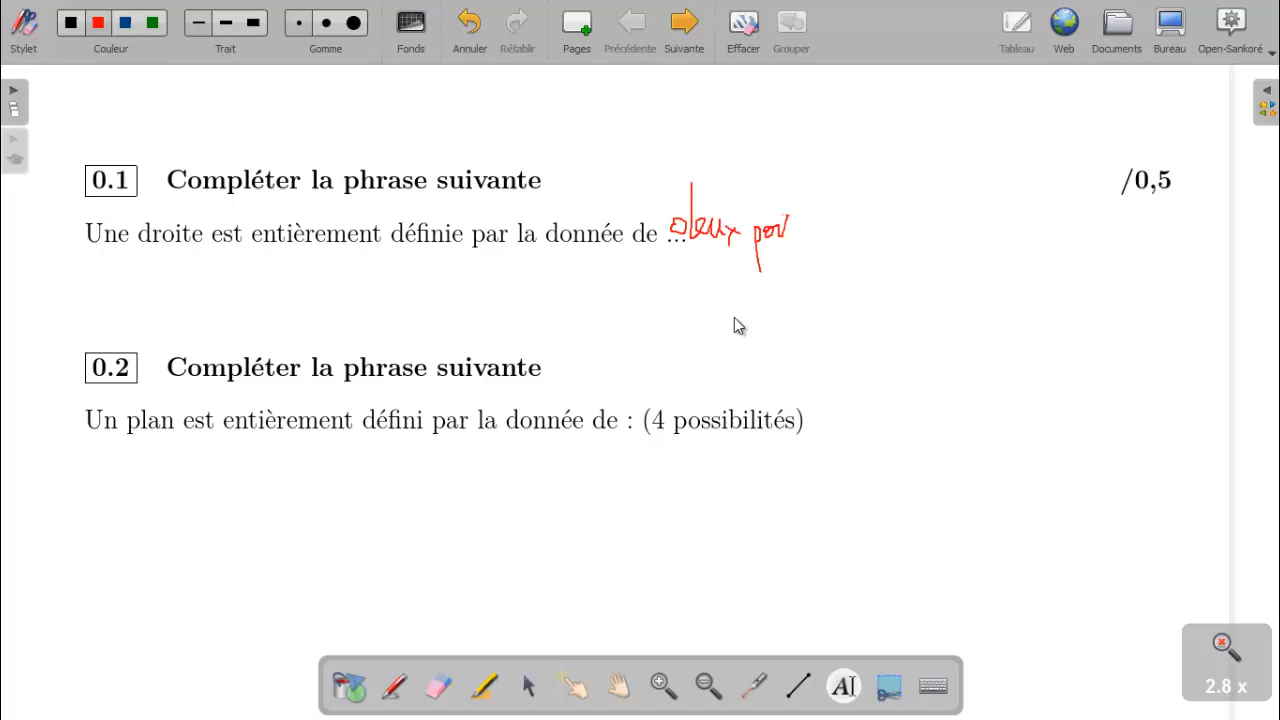 Stylet Couleur Trait Gomme Fonds Annuler Rétablir Pages Précédente Suivante Effacer Grouper Tableau Web Documents Bureau Open-Sankoré
0.1 Compléter la phrase suivante /0,5
Une droite est entièrement définie par la donnée de ... deux poi
0.2 Compléter la phrase suivante
Un plan est entièrement défini par la donnée de : (4 possibilités)
AI
2.8 x